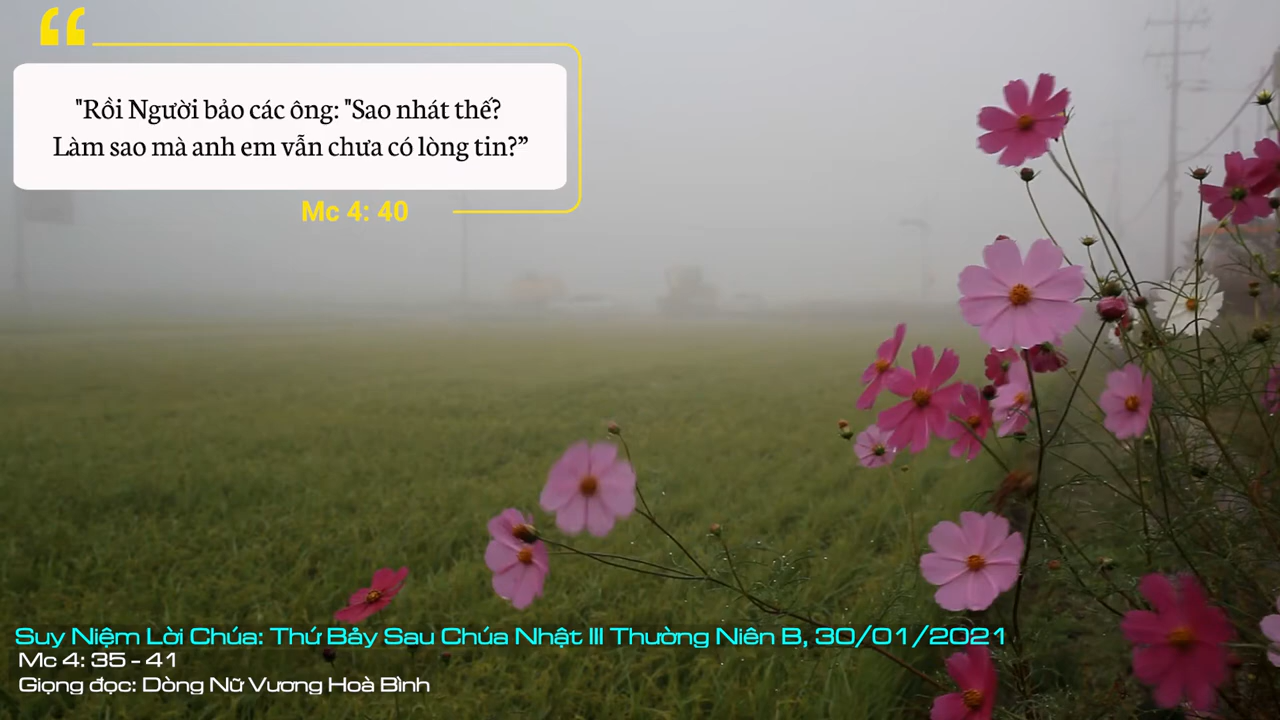 "Rồi Người bảo các ông: "Sao nhát thế?
Làm sao mà anh em vẫn chưa có lòng tin?”
Mc 4: 40
Suy Niệm Lời Chúa: Thứ Bảy Sau Chúa Nhật III Thường Niên B, 30/01/2021
Mc 4: 35 - 41
Giọng đọc: Dòng Nữ Vương Hoà Bình